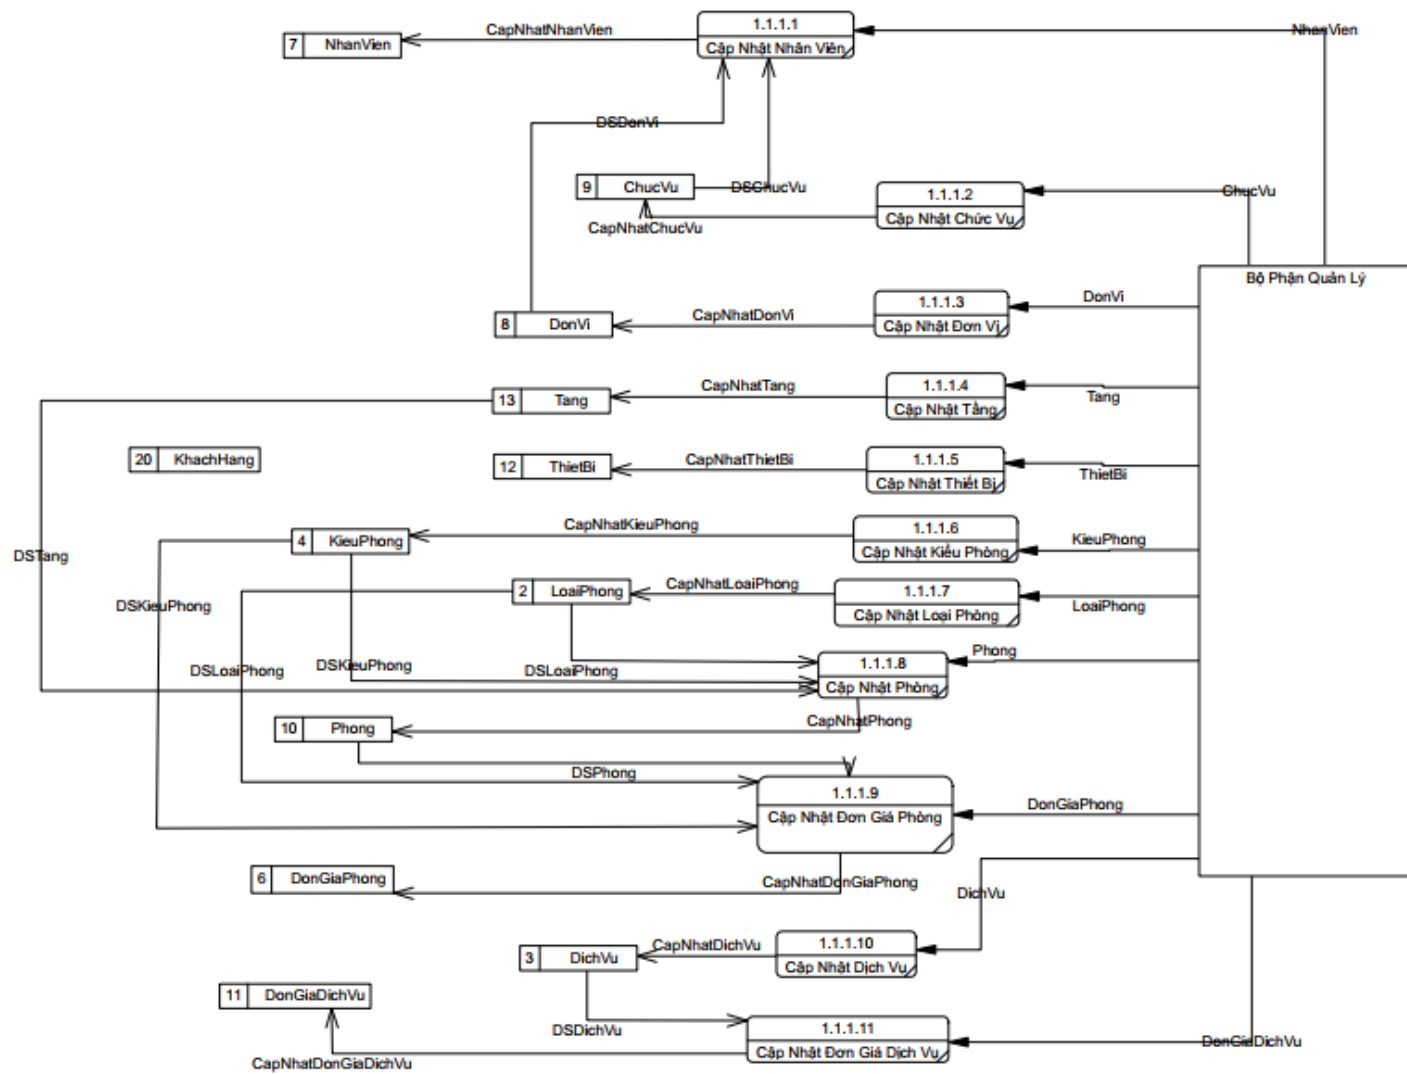 CapNhatNhanVien
1.1.1.1
NhanVien
7 NhanVien
Cập Nhật Nhân Viên
DSDonVi
9 ChucVu
DSChucVu
1.1.1.2
ChucVu
CapNhatChucVu
Cập Nhật Chức Vụ
Bộ Phận Quản Lý
8 DonVi
CapNhatDonVi
1.1.1.3
DonVi
Cập Nhật Đơn Vị
13 Tang
CapNhatTang
1.1.1.4
Tang
Cập Nhật Tầng
20 KhachHang
12 ThietBi
CapNhatThietBi
1.1.1.5
ThietBi
Cập Nhật Thiết Bị
4 KieuPhong
CapNhatKieuPhong
1.1.1.6
KieuPhong
Cập Nhật Kiểu Phòng
DSTang
DSKieuPhong
2 LoaiPhong
CapNhatLoaiPhong
1.1.1.7
LoaiPhong
Cập Nhật Loại Phòng
DSLoaiPhong
DSKieuPhong
DSLoaiPhong
1.1.1.8
Phong
Cập Nhật Phòng
10 Phong
CapNhatPhong
DSPhong
1.1.1.9
DonGiaPhong
Cập Nhật Đơn Giá Phòng
6 DonGiaPhong
CapNhatDonGiaPhong
DichVu
3 DichVu
CapNhatDichVu
1.1.1.10
Cập Nhật Dịch Vụ
11 DonGiaDichVu
DSDichVu
1.1.1.11
DonGiaDichVu
Cập Nhật Đơn Giá Dịch Vụ
CapNhatDonGiaDichVu